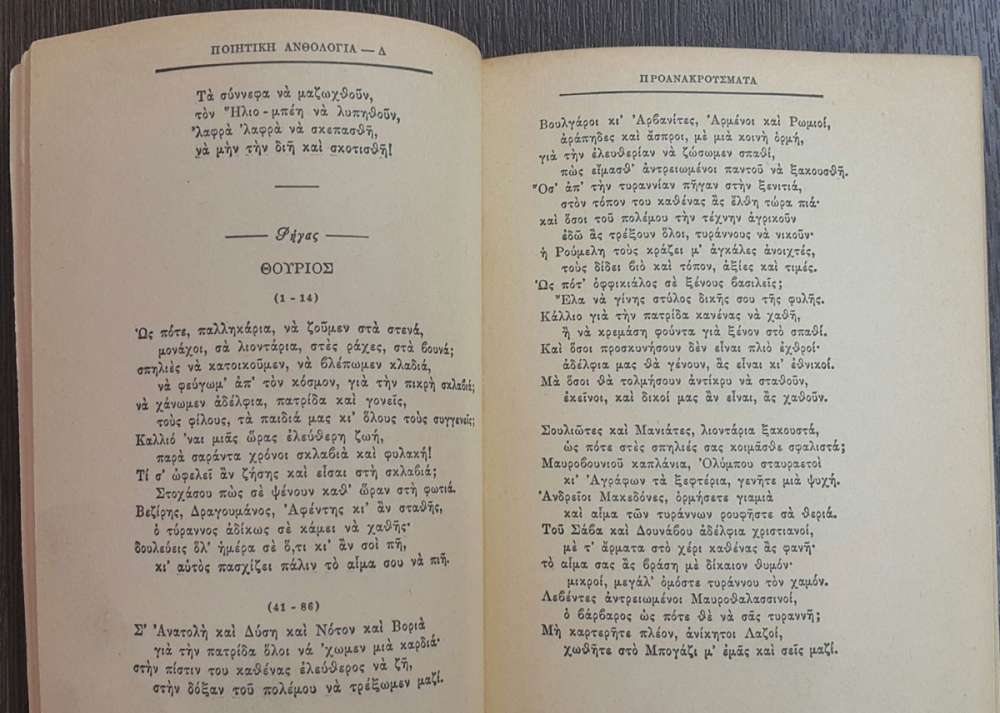 ΠΟΙΗΤΙΚΗ ΑΝΘΟΛΟΓΙΑ — Δ
Τὰ σύννεφα νὰ μαζωχθοῦν,
τὸν Ἥλιο - μπέη νὰ λυπηθοῦν,
Ἀλαφρὰ Ἀλαφρὰ νὰ σκεπασθῇ,
νὰ μὴν τὴν διῇ καὶ σκοτισθῇ!
Ρήγας
ΘΟΥΡΙΟΣ
(1 - 14)
Ὡς πότε, παλληκάρια, νὰ ζοῦμεν στὰ στενά,
μονάχοι, σὰ λιοντάρια, στὲς ράχες, στὰ βουνά;
σπηλιὲς νὰ κατοικοῦμεν, νὰ βλέπωμεν κλαδιά,
νὰ φεύγωμ’ ἀπ’ τὸν κόσμον, γιὰ τὴν πικρὴ σκλαβιά;
νὰ χάνωμεν ἀδέλφια, πατρίδα καὶ γονεῖς,
τοὺς φίλους, τὰ παιδιά μας κι’ ὅλους τοὺς συγγενεῖς;
Καλλιό ’ναι μιᾶς ὥρας ἐλεύθερη ζωή,
παρὰ σαράντα χρόνοι σκλαβιὰ καὶ φυλακή!
Τί σ’ ὠφελεῖ ἂν ζήσῃς καὶ εἶσαι στὴ σκλαβιά;
Στοχάσου πὼς σὲ ψένουν καθ’ ὥραν στὴ φωτιά.
Βεζίρης, Δραγουμάνος, Ἀφέντης κι’ ἂν σταθῇς,
ὁ τύραννος ἀδίκως σὲ κάμει νὰ χαθῇς·
δουλεύεις ὅλ’ ἡμέρα σὲ ὅ,τι κι’ ἂν σοὶ πῇ,
κι’ αὐτὸς πασχίζει πάλιν τὸ αἷμα σου νὰ πιῇ.
(41 - 86)
Σ’ Ἀνατολὴ καὶ Δύση καὶ Νότον καὶ Βοριὰ
γιὰ τὴν πατρίδα ὅλοι νά ’χωμεν μιὰ καρδιά·
στὴν πίστιν του καθένας ἐλεύθερος νὰ ζῇ,
στὴν δόξαν τοῦ πολέμου νὰ τρέξωμεν μαζί.
ΠΡΟΑΝΑΚΡΟΥΣΜΑΤΑ
Βουλγάροι κι’ Ἀρβανίτες, Ἀρμένοι καὶ Ρωμιοί,
ἀράπηδες καὶ ἄσπροι, μὲ μιὰ κοινὴ ὁρμή,
γιὰ τὴν ἐλευθερίαν νὰ ζώσωμεν σπαθί,
πὼς εἴμασθ’ ἀντρειωμένοι παντοῦ νὰ ξακουσθῇ.
Ὅσ’ ἀπ’ τὴν τυραννίαν πῆγαν στὴν ξενιτιά,
στὸν τόπον του καθένας ἂς ἔλθῃ τώρα πιά·
καὶ ὅσοι τοῦ πολέμου τὴν τέχνην ἀγρικοῦν
ἐδῶ ἂς τρέξουν ὅλοι, τυράννους νὰ νικοῦν·
ἡ Ρούμελη τοὺς κράζει μ’ ἀγκάλες ἀνοιχτές,
τοὺς δίδει βιὸ καὶ τόπον, ἀξίες καὶ τιμές.
Ὡς πότ’ ὀφφικιάλος σὲ ξένους βασιλεῖς;
Ἔλα νὰ γίνῃς στύλος δικῆς σου τῆς φυλῆς.
Κάλλιο γιὰ τὴν πατρίδα κανένας νὰ χαθῇ,
ἢ νὰ κρεμάσῃ φούντα γιὰ ξένον στὸ σπαθί.
Καὶ ὅσοι προσκυνήσουν δὲν εἶναι πλιὸ ἐχθροί·
ἀδέλφια μας θὰ γένουν, ἂς εἶναι κι’ ἐθνικοί.
Μὰ ὅσοι θὰ τολμήσουν ἀντίκρυ νὰ σταθοῦν,
ἐκεῖνοι, καὶ δικοί μας ἂν εἶναι, ἂς χαθοῦν.
Σουλιῶτες καὶ Μανιάτες, λιοντάρια ξακουστά,
ὡς πότε στὲς σπηλιές σας κοιμᾶσθε σφαλιστά;
Μαυροβουνιοῦ καπλάνια, Ὀλύμπου σταυραετοὶ
κι’ Ἀγράφων τὰ ξεφτέρια, γενῆτε μιὰ ψυχή.
Ἀνδρεῖοι Μακεδόνες, ὁρμήσετε γιαμιὰ
καὶ αἷμα τῶν τυράννων ρουφῆστε σὰ θεριά.
Τοῦ Σάβα καὶ Δουνάβου ἀδέλφια χριστιανοί,
μὲ τ’ ἄρματα στὸ χέρι καθένας ἂς φανῇ·
τὸ αἷμα σας ἂς βράσῃ μὲ δίκαιον θυμόν·
μικροί, μεγάλ’ ὁμόστε τυράννου τὸν χαμόν.
Λεβέντες ἀντρειωμένοι Μαυροθαλασσινοί,
ὁ βάρβαρος ὡς πότε θὲ νὰ σᾶς τυραννῇ;
Μὴ καρτερῆτε πλέον, ἀνίκητοι Λαζοί,
χωθῆτε στὸ Μπογάζι μ’ ἐμᾶς καὶ σεῖς μαζί.